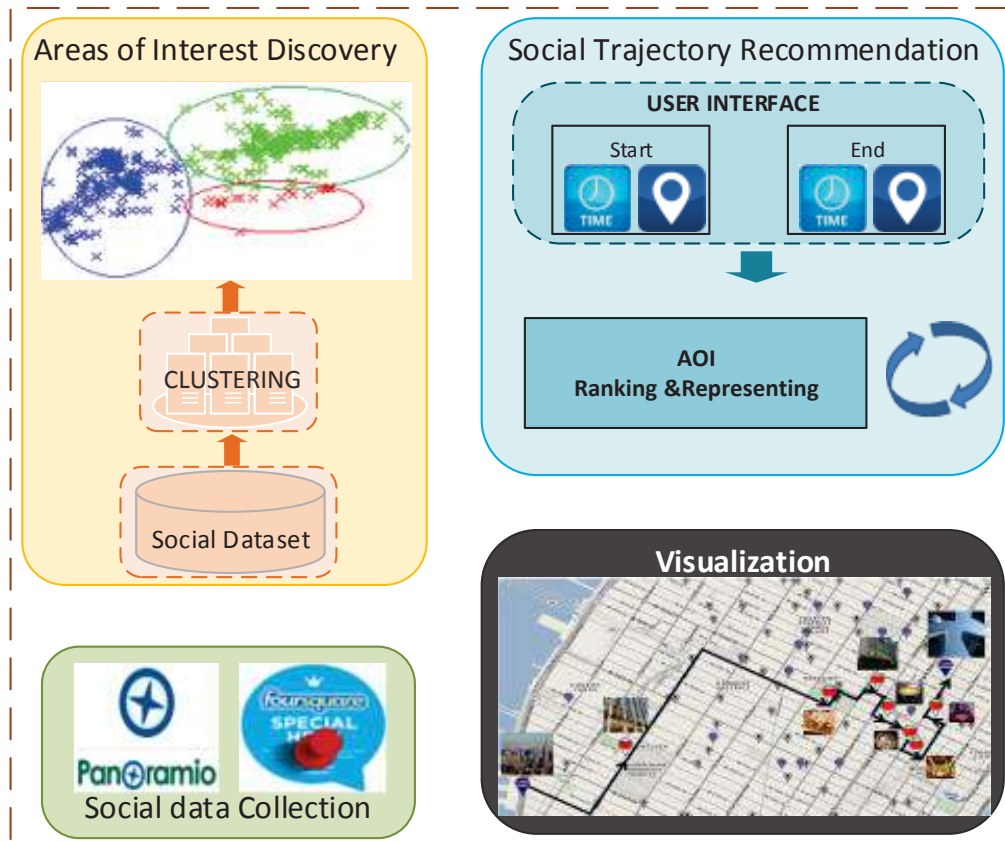 Areas of Interest Discovery
CLUSTERING
Social Dataset
Panoramio
foursquare
SPECIAL
Social data Collection
Social Trajectory Recommendation
USER INTERFACE
Start
End
TIME
TIME
AOI
Ranking &Representing
Visualization